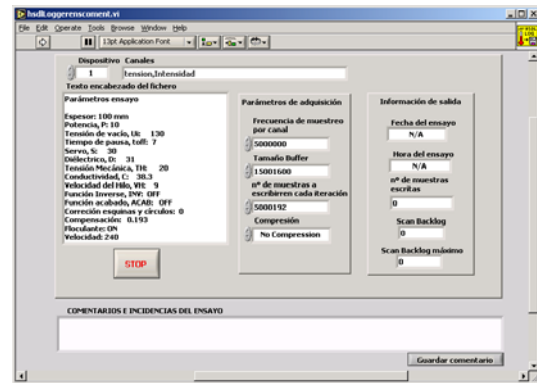 hsdlLoggerenscoment.vi
File Edit Operate Tools Browse Window Help
13pt Application Font
Dispositivo Canales
1 tension,Intensidad
Texto encabezado del fichero
Parámetros ensayo
Espesor: 100 mm
Potencia, P: 10
Tensión de vacío, Uc: 130
Tiempo de pausa, toff: 7
Servo, S: 30
Diélectrico, D: 31
Tensión Mecánica, TH: 20
Conductividad, C: 38.3
Velocidad del Hilo, VH: 9
Función Inverse, INV: OFF
Función acabado, ACAB: OFF
Correción esquinas y círculos: 0
Compensación: 0.193
Floculante: ON
Velocidad: 240
STOP
Parámetros de adquisición
Frecuencia de muestreo
por canal
5000000
Tamaño Buffer
15001600
nº de muestras a
escribirren cada iteración
5000192
Compresión
No Compression
Información de salida
Fecha del ensayo
N/A
Hora del ensayo
N/A
nº de muestras
escritas
0
Scan Backlog
0
Scan Backlog máximo
0
COMENTARIOS E INCIDENCIAS DEL ENSAYO
Guardar comentario